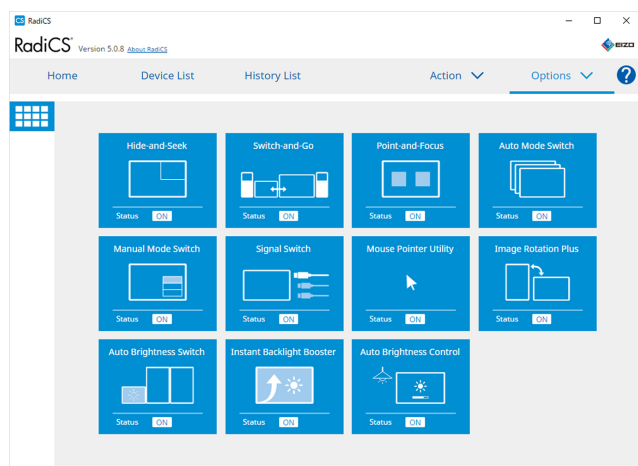 CS RadiCS
RadiCS® Version 5.0.8 About RadiCS EIZO
Home Device List History List Action Options ?
Hide-and-Seek Switch-and-Go Point-and-Focus Auto Mode Switch
Status ON Status ON Status ON Status ON
Manual Mode Switch Signal Switch Mouse Pointer Utility Image Rotation Plus
Status ON Status ON Status ON Status ON
Auto Brightness Switch Instant Backlight Booster Auto Brightness Control
Status ON Status ON Status ON